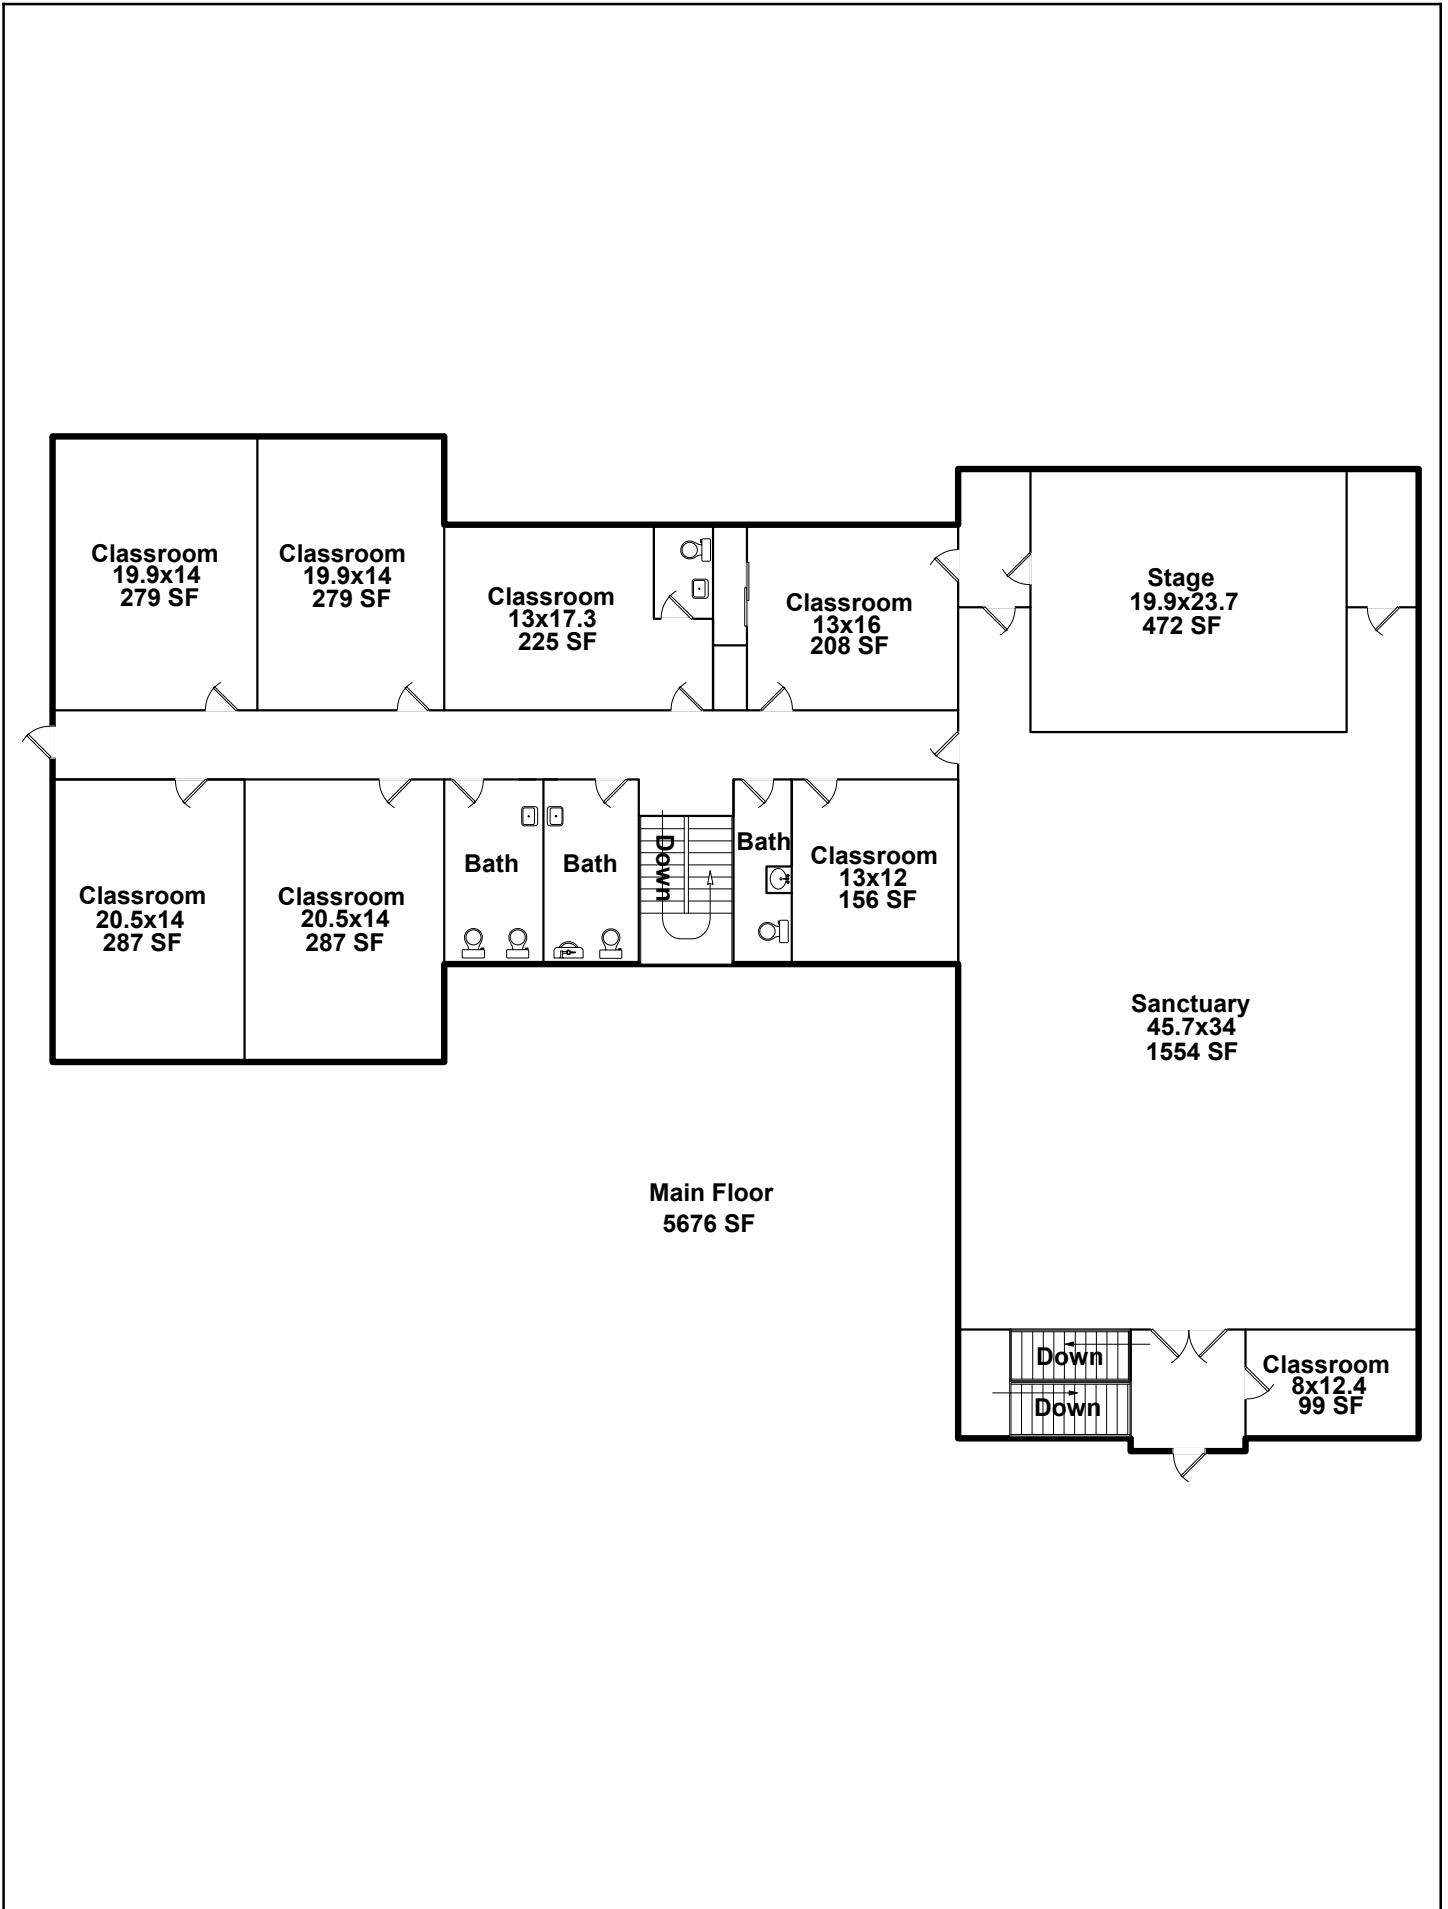 Classroom
19.9x14
279 SF
Classroom
19.9x14
279 SF
Classroom
13x17.3
225 SF
Classroom
13x16
208 SF
Stage
19.9x23.7
472 SF
Classroom
20.5x14
287 SF
Classroom
20.5x14
287 SF
Bath
Bath
Down
Bath
Classroom
13x12
156 SF
Sanctuary
45.7x34
1554 SF
Main Floor
5676 SF
Down
Down
Classroom
8x12.4
99 SF